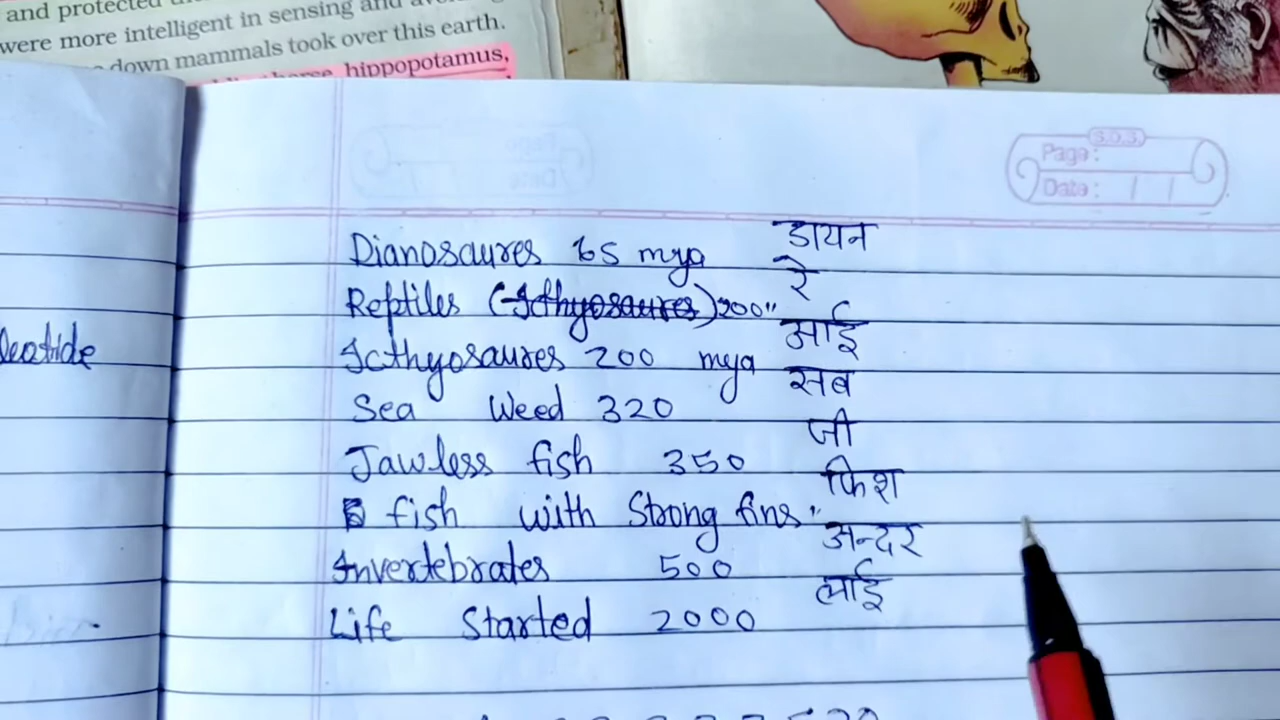 and protected
were more intelligent in sensing and
down mammals took over this earth.
hippopotamus,
S.O.S.
Page:
Date: / /
Dianosaures 65 mya डायन
रे
Reptiles (Icthyosaures) 200"
leotide
Icthyosaures 200 mya आई
Sea Weed 320 सब
Jawless fish 350 जी
fish with Strong fins " फिश
Invertebrates 500 अन्दर
Life Started 2000 लाई